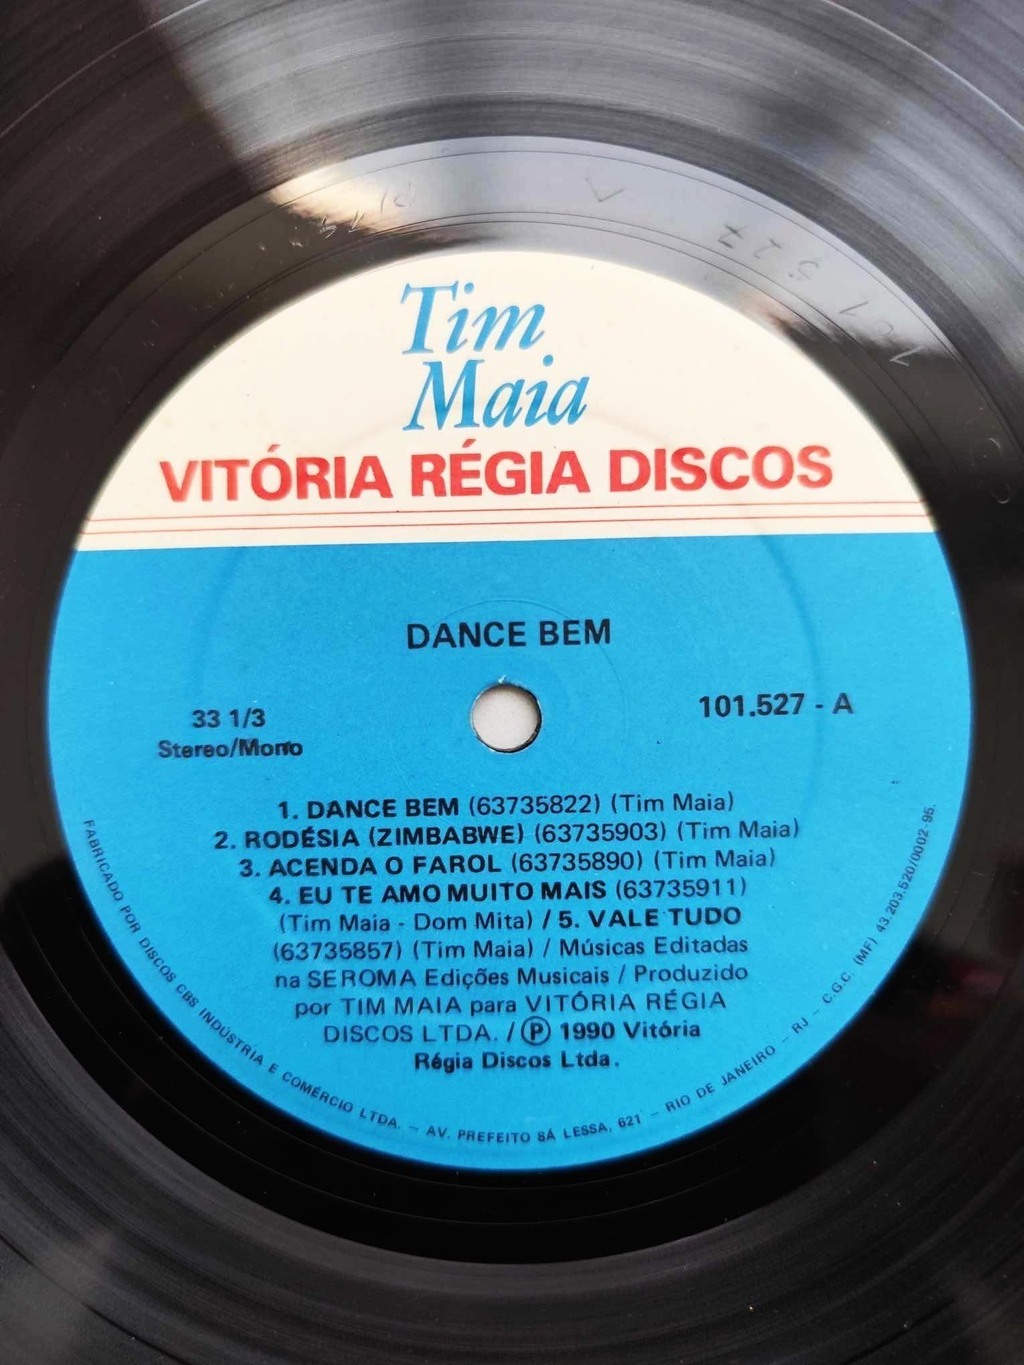 Tim
Maia
VITÓRIA RÉGIA DISCOS
DANCE BEM
33 1/3
Stereo/Mono
101.527 - A
1. DANCE BEM (63735822) (Tim Maia)
2. RODÉSIA (ZIMBABWE) (63735903) (Tim Maia)
3. ACENDA O FAROL (63735890) (Tim Maia)
4. EU TE AMO MUITO MAIS (63735911)
(Tim Maia - Dom Mita) / 5. VALE TUDO
(63735857) (Tim Maia) / Músicas Editadas
na SEROMA Edições Musicais / Produzido
por TIM MAIA para VITÓRIA RÉGIA
DISCOS LTDA. / Ⓟ 1990 Vitória
Régia Discos Ltda.
FABRICADO POR DISCOS CBS INDÚSTRIA E COMÉRCIO LTDA. – AV. PREFEITO SÁ LESSA, 621 – RIO DE JANEIRO – RJ – C.G.C. (MF) 43.203.520/0002-95.